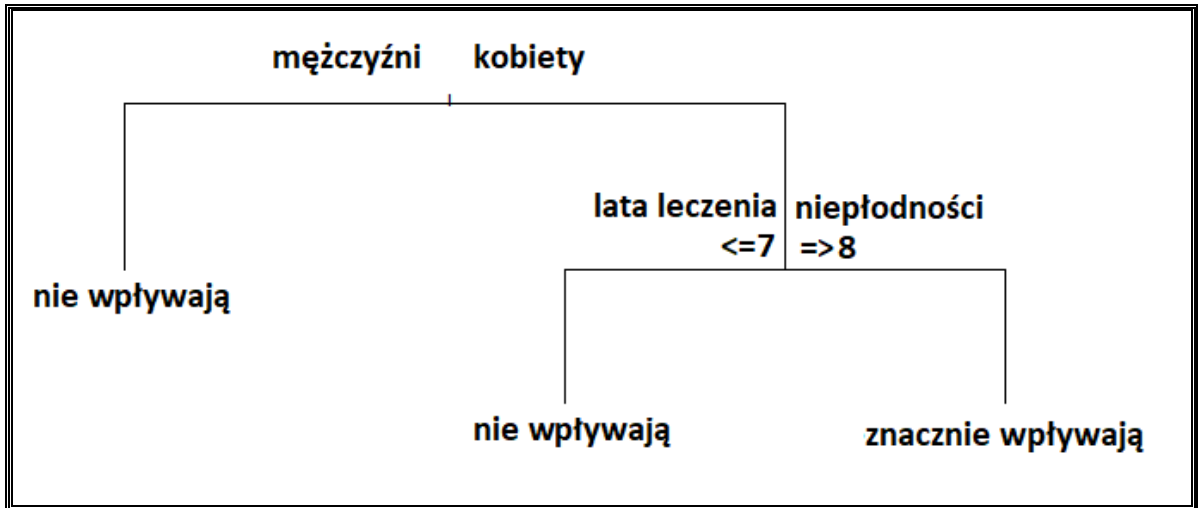 mężczyźni kobiety
lata leczenia niepłodności
<=7 =>8
nie wpływają
nie wpływają
znacznie wpływają